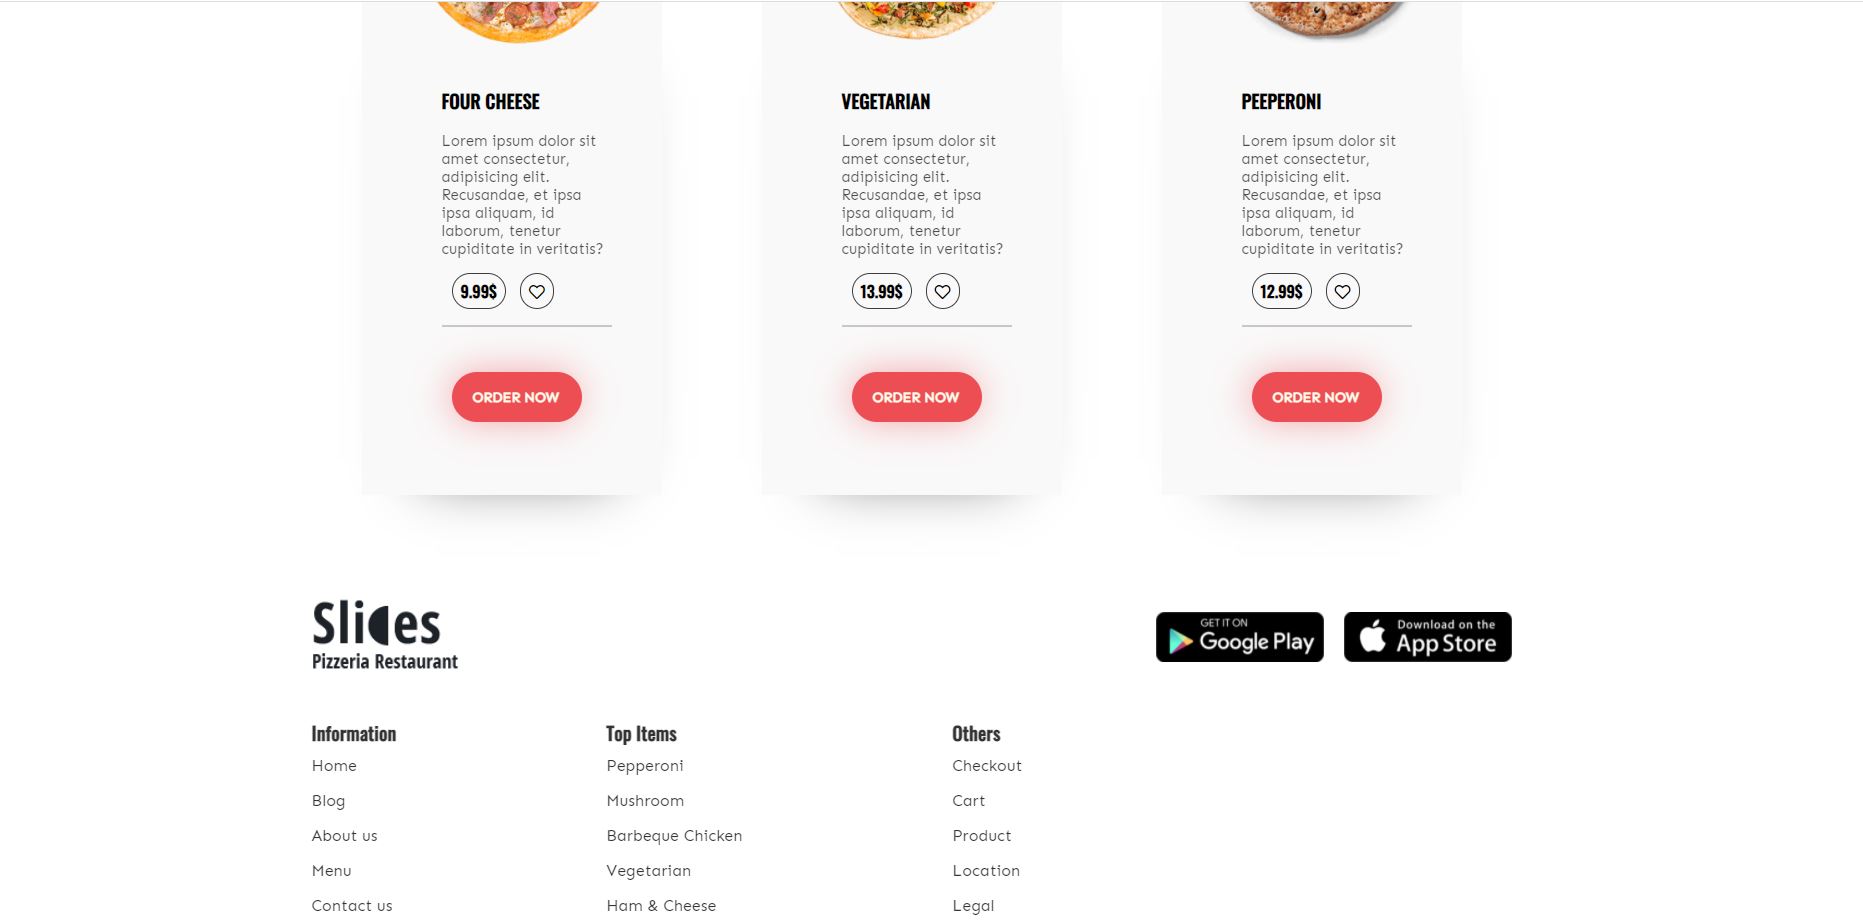 FOUR CHEESE
Lorem ipsum dolor sit
amet consectetur,
adipisicing elit.
Recusandae, et ipsa
ipsa aliquam, id
laborum, tenetur
cupiditate in veritatis?
9.99$
ORDER NOW
VEGETARIAN
Lorem ipsum dolor sit
amet consectetur,
adipisicing elit.
Recusandae, et ipsa
ipsa aliquam, id
laborum, tenetur
cupiditate in veritatis?
13.99$
ORDER NOW
PEEPERONI
Lorem ipsum dolor sit
amet consectetur,
adipisicing elit.
Recusandae, et ipsa
ipsa aliquam, id
laborum, tenetur
cupiditate in veritatis?
12.99$
ORDER NOW
Slices
Pizzeria Restaurant
GET IT ON
Google Play
Download on the
App Store
Information
Home
Blog
About us
Menu
Contact us
Top Items
Pepperoni
Mushroom
Barbeque Chicken
Vegetarian
Ham & Cheese
Others
Checkout
Cart
Product
Location
Legal